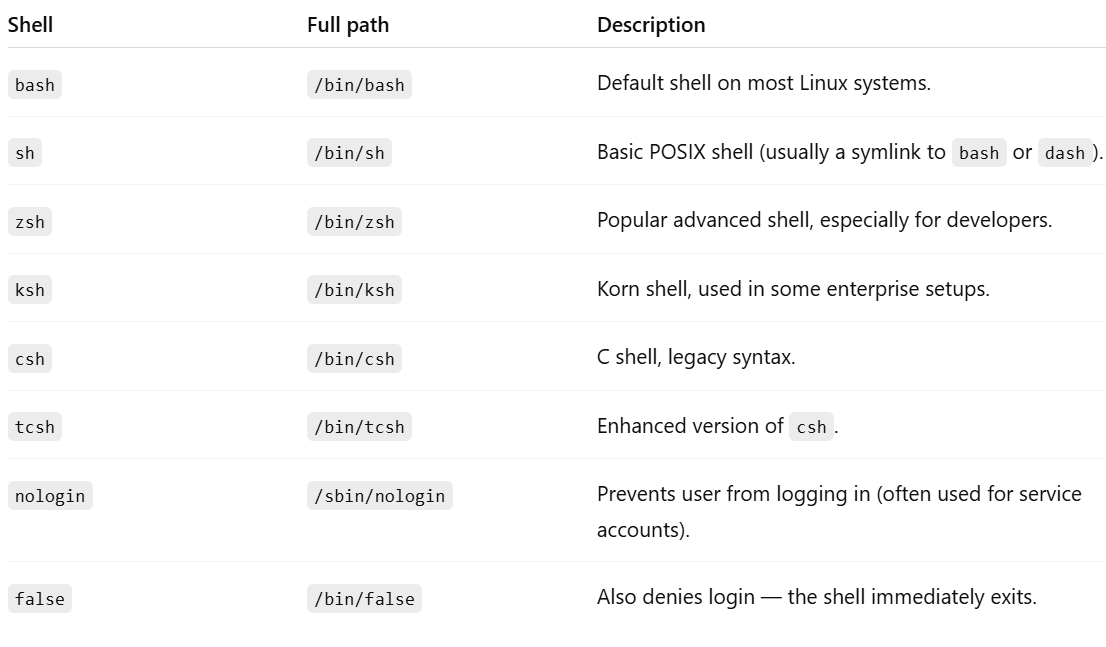 Shell Full path Description
bash /bin/bash Default shell on most Linux systems.
sh /bin/sh Basic POSIX shell (usually a symlink to bash or dash ).
zsh /bin/zsh Popular advanced shell, especially for developers.
ksh /bin/ksh Korn shell, used in some enterprise setups.
csh /bin/csh C shell, legacy syntax.
tcsh /bin/tcsh Enhanced version of csh .
nologin /sbin/nologin Prevents user from logging in (often used for service
accounts).
false /bin/false Also denies login — the shell immediately exits.